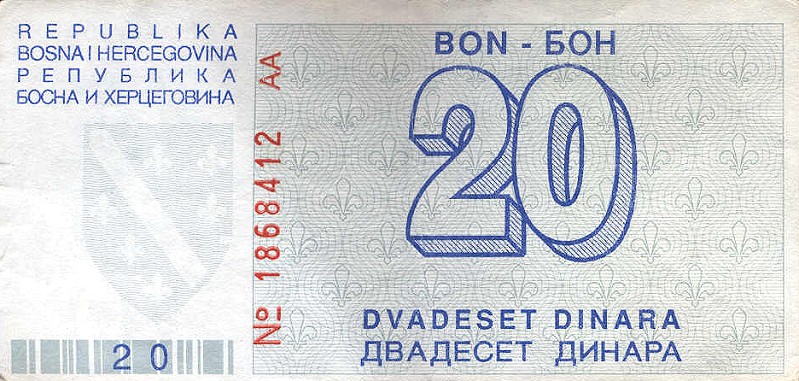 REPUBLIKA
BOSNA I HERCEGOVINA
РЕПУБЛИКА
БОСНА И ХЕРЦЕГОВИНА
20
№ 1868412 AA
BON - БОН
20
DVADESET DINARA
ДВАДЕСЕТ ДИНАРА